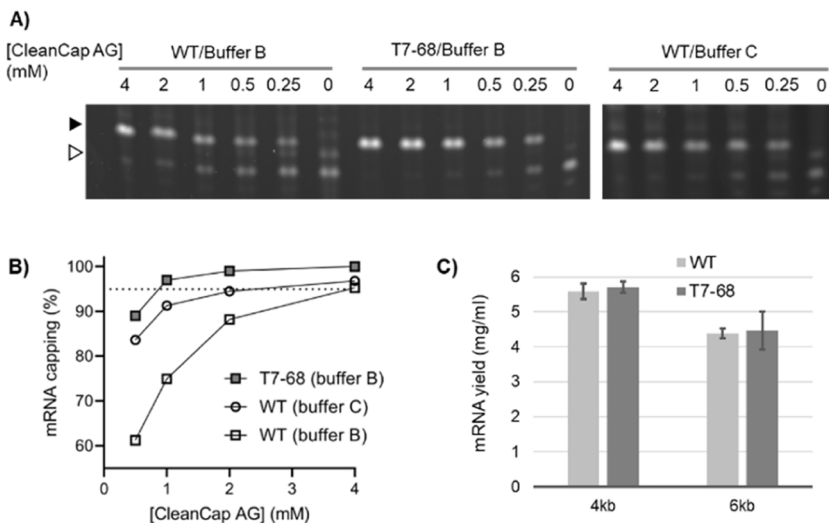 A)
[CleanCap AG] WT/Buffer B T7-68/Buffer B WT/Buffer C
(mM)
4 2 1 0.5 0.25 0 4 2 1 0.5 0.25 0 4 2 1 0.5 0.25 0
B)
mRNA capping (%)
100
90
80
70
60
T7-68 (buffer B)
WT (buffer C)
WT (buffer B)
0 1 2 3 4
[CleanCap AG] (mM)
C)
WT
T7-68
mRNA yield (mg/ml)
6
5
4
3
2
1
0
4kb 6kb